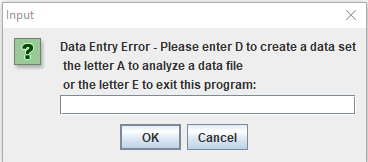 Input
Data Entry Error - Please enter D to create a data set
the letter A to analyze a data file
or the letter E to exit this program:
OK Cancel